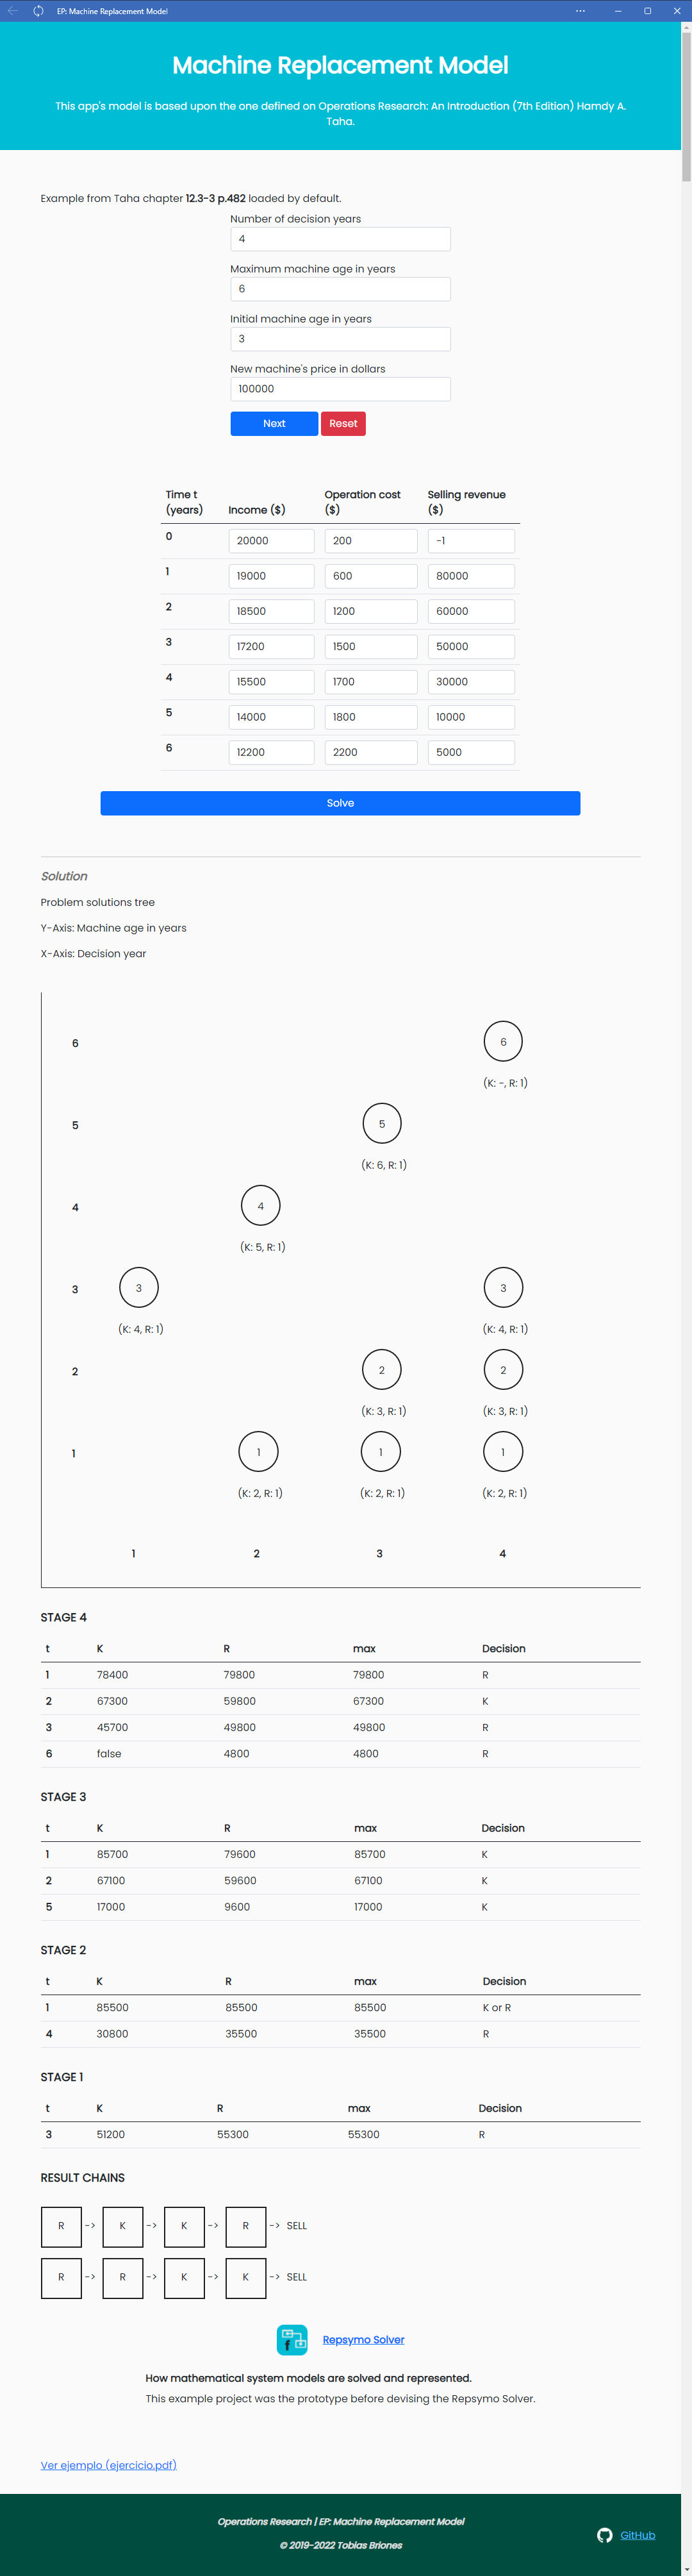 EP: Machine Replacement Model
Machine Replacement Model
This app's model is based upon the one defined on Operations Research: An Introduction (7th Edition) Hamdy A.
Taha.
Example from Taha chapter 12.3-3 p.482 loaded by default.
Number of decision years
4
Maximum machine age in years
6
Initial machine age in years
3
New machine's price in dollars
100000
Next Reset
Time t (years) Income ($) Operation cost ($) Selling revenue ($)
0 20000 200 -1
1 19000 600 80000
2 18500 1200 60000
3 17200 1500 50000
4 15500 1700 30000
5 14000 1800 10000
6 12200 2200 5000
Solve
Solution
Problem solutions tree
Y-Axis: Machine age in years
X-Axis: Decision year
6 6
(K: -, R: 1)
5 5
(K: 6, R: 1)
4 4
(K: 5, R: 1)
3 3 3
(K: 4, R: 1) (K: 4, R: 1)
2 2 2
(K: 3, R: 1) (K: 3, R: 1)
1 1 1 1
(K: 2, R: 1) (K: 2, R: 1) (K: 2, R: 1)
1 2 3 4
STAGE 4
t K R max Decision
1 78400 79800 79800 R
2 67300 59800 67300 K
3 45700 49800 49800 R
6 false 4800 4800 R
STAGE 3
t K R max Decision
1 85700 79600 85700 K
2 67100 59600 67100 K
5 17000 9600 17000 K
STAGE 2
t K R max Decision
1 85500 85500 85500 K or R
4 30800 35500 35500 R
STAGE 1
t K R max Decision
3 51200 55300 55300 R
RESULT CHAINS
R -> K -> K -> R -> SELL
R -> R -> K -> K -> SELL
f Repsymo Solver
How mathematical system models are solved and represented.
This example project was the prototype before devising the Repsymo Solver.
Ver ejemplo (ejercicio.pdf)
Operations Research | EP: Machine Replacement Model
© 2019-2022 Tobias Briones
GitHub